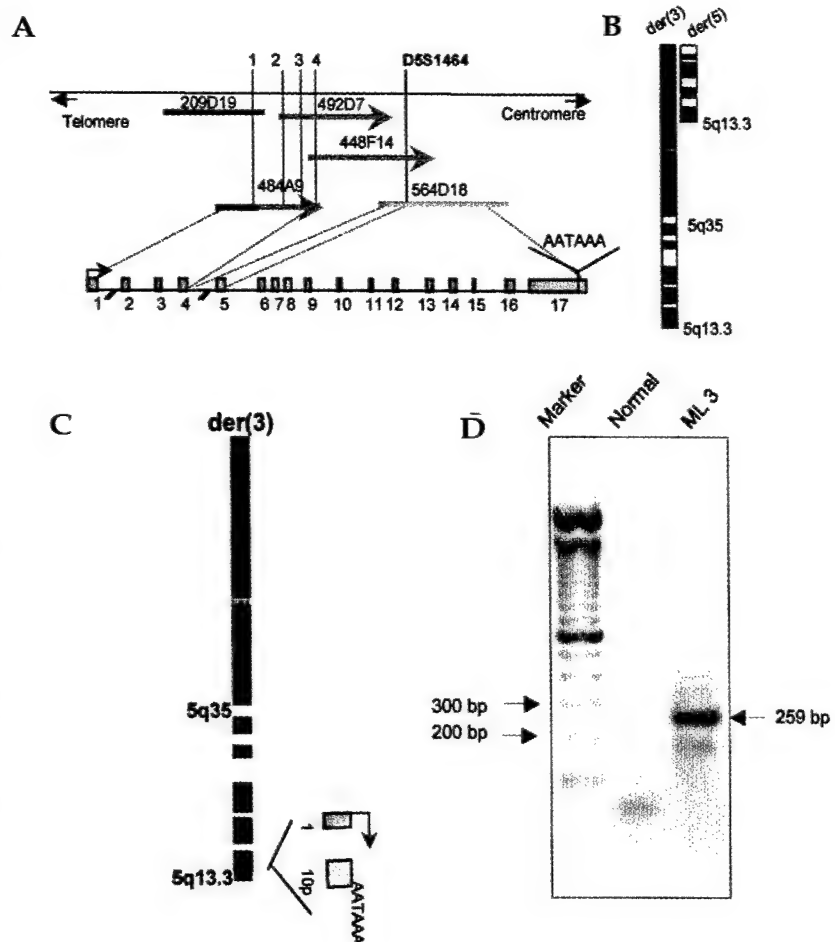 A
1 2 3 4 D5S1464
209D19 492D7
Telomere Centromere
448F14
484A9 564D18
AATAAA
1 2 3 4 5 6 7 8 9 10 11 12 13 14 15 16 17
B
der(3) der(5)
5q13.3
5q35
5q13.3
C
der(3)
5q35
5q13.3
1
10p
AATAAA
D
Marker Normal ML 3
300 bp
200 bp
259 bp